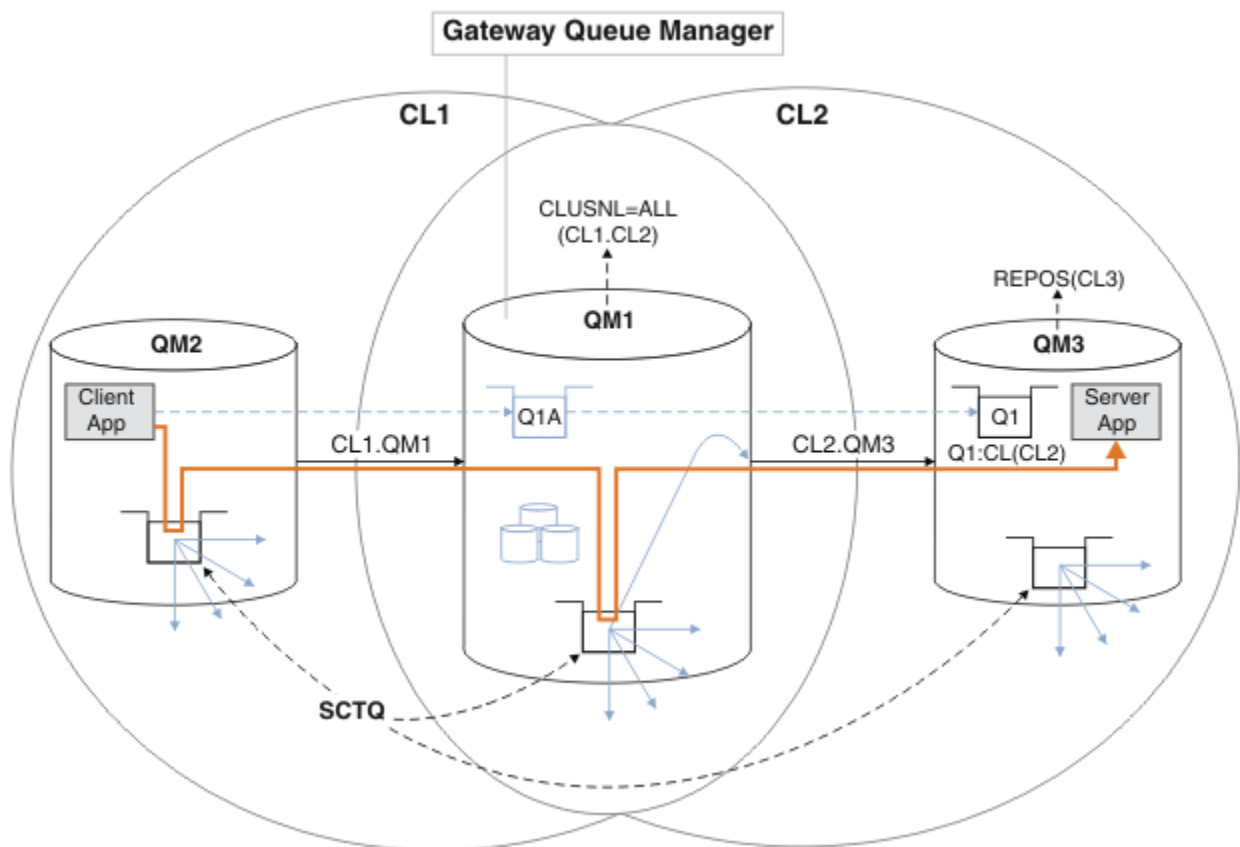 Gateway Queue Manager
CL1
CL2
CLUSNL=ALL
(CL1.CL2)
REPOS(CL3)
QM2
QM1
QM3
Client
App
Q1A
Q1
Server
App
CL1.QM1
CL2.QM3
Q1:CL(CL2)
SCTQ